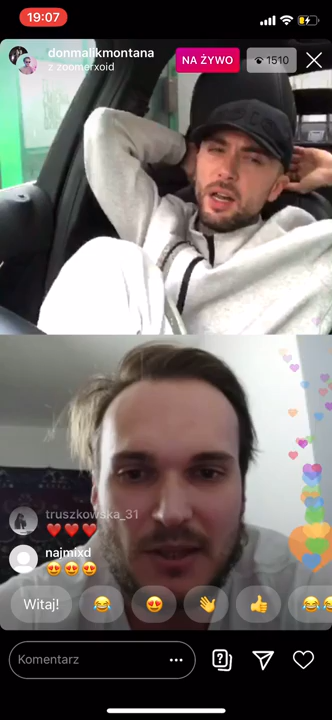 19:07
donmalikmontana
z zoomerxoid
NA ŻYWO
1510
truszkowska_31
❤️❤️❤️
najmixd
😍😍😍
Witaj!
Komentarz